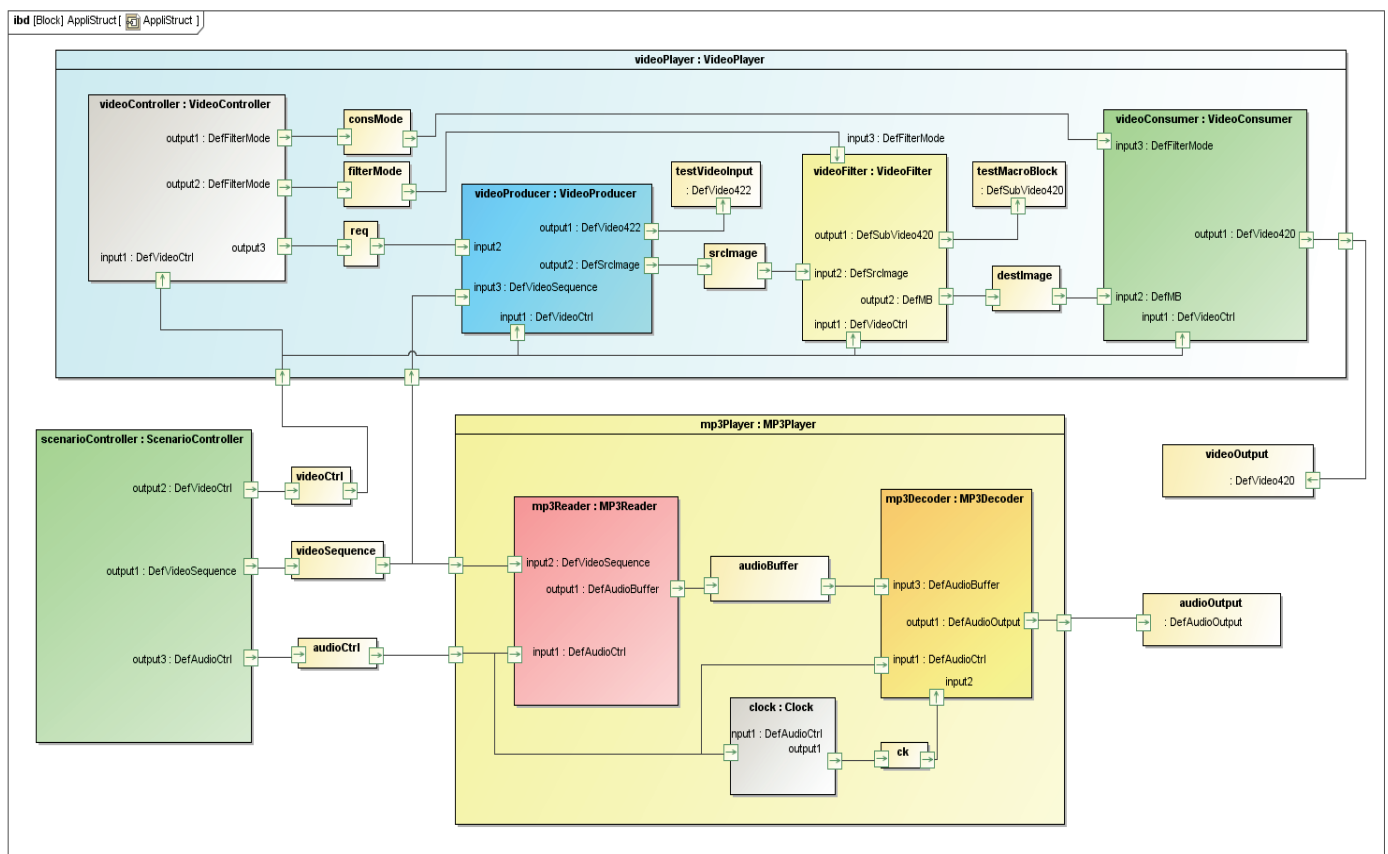 ibd [Block] AppliStruct [ AppliStruct ]
videoPlayer : VideoPlayer
videoController : VideoController
output1 : DefFilterMode
output2 : DefFilterMode
output3
input1 : DefVideoCtrl
consMode
filterMode
req
videoProducer : VideoProducer
output1 : DefVideo422
input2
output2 : DefSrcImage
input3 : DefVideoSequence
input1 : DefVideoCtrl
testVideoInput
: DefVideo422
srcImage
input3 : DefFilterMode
videoFilter : VideoFilter
output1 : DefSubVideo420
input2 : DefSrcImage
output2 : DefMB
input1 : DefVideoCtrl
testMacroBlock
: DefSubVideo420
destImage
videoConsumer : VideoConsumer
input3 : DefFilterMode
output1 : DefVideo420
input2 : DefMB
input1 : DefVideoCtrl
scenarioController : ScenarioController
output2 : DefVideoCtrl
output1 : DefVideoSequence
output3 : DefAudioCtrl
videoCtrl
videoSequence
audioCtrl
mp3Player : MP3Player
mp3Reader : MP3Reader
input2 : DefVideoSequence
output1 : DefAudioBuffer
input1 : DefAudioCtrl
audioBuffer
mp3Decoder : MP3Decoder
input3 : DefAudioBuffer
output1 : DefAudioOutput
input1 : DefAudioCtrl
input2
clock : Clock
nput1 : DefAudioCtrl
output1
ck
videoOutput
: DefVideo420
audioOutput
: DefAudioOutput